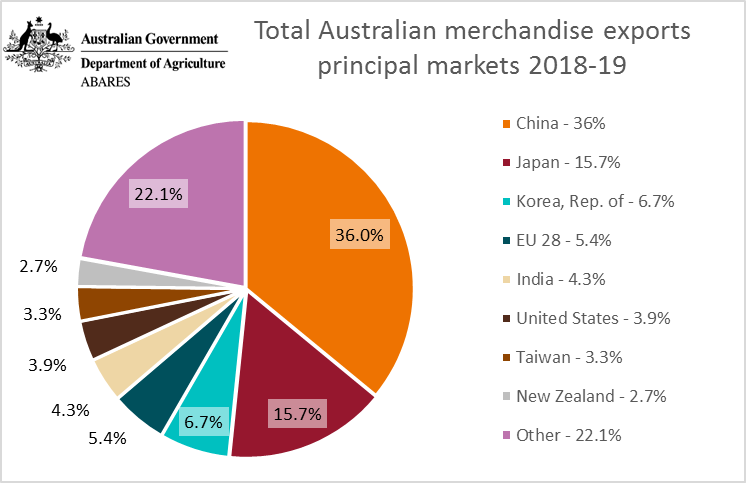 Australian Government
Department of Agriculture
ABARES
Total Australian merchandise exports
principal markets 2018-19
36.0%
15.7%
6.7%
5.4%
4.3%
3.9%
3.3%
2.7%
22.1%
China - 36%
Japan - 15.7%
Korea, Rep. of - 6.7%
EU 28 - 5.4%
India - 4.3%
United States - 3.9%
Taiwan - 3.3%
New Zealand - 2.7%
Other - 22.1%